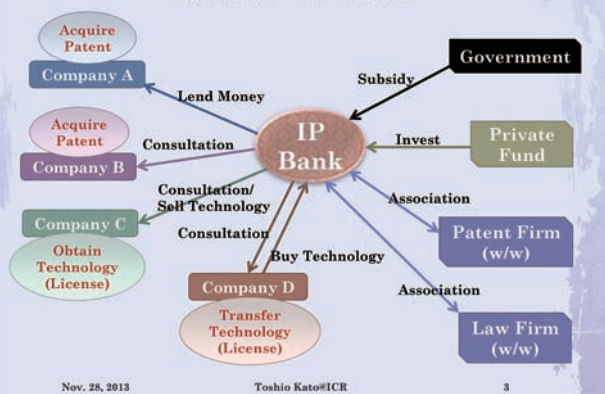 Acquire
Patent
Company A
Government
Subsidy
Lend Money
Acquire
Patent
Company B
Consultation
IP
Bank
Invest
Private
Fund
Consultation/
Sell Technology
Company C
Obtain
Technology
(License)
Consultation
Buy Technology
Company D
Transfer
Technology
(License)
Association
Patent Firm
(w/w)
Association
Law Firm
(w/w)
Nov. 28, 2013
Toshio Kato@ICR
3